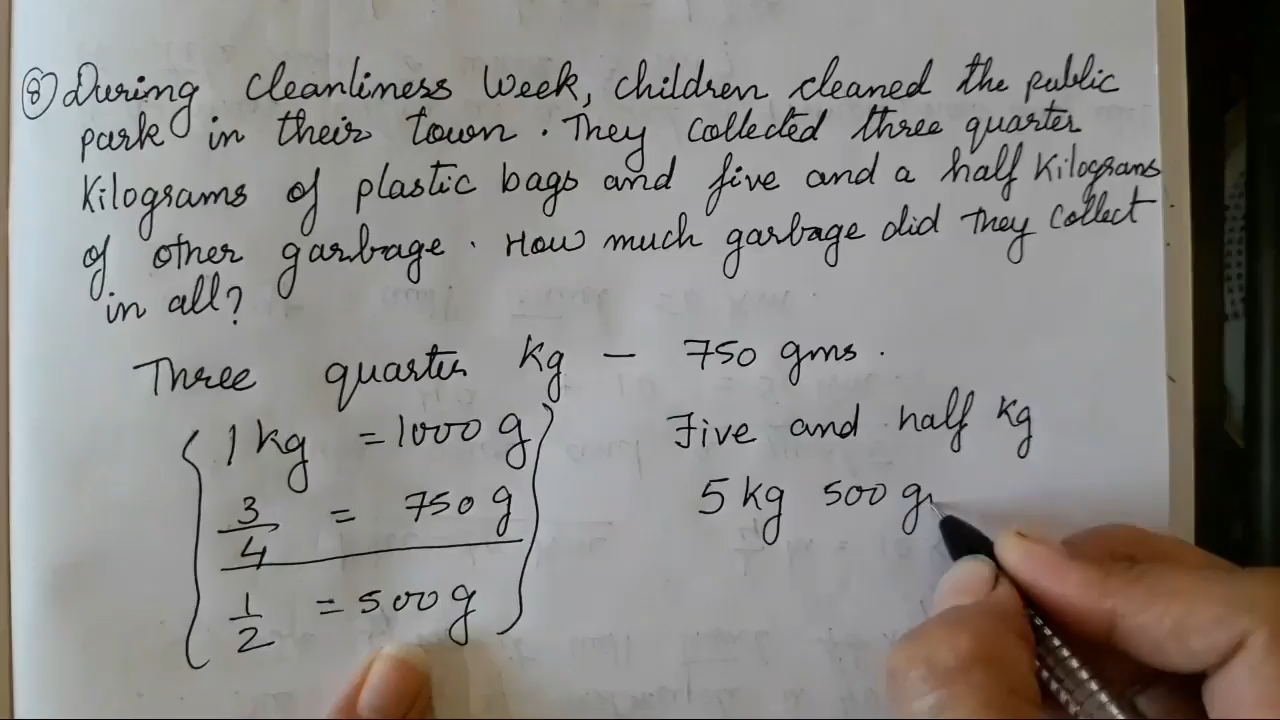 8 During cleanliness week, children cleaned the public
park in their town. They collected three quarter
kilograms of plastic bags and five and a half kilograms
of other garbage. How much garbage did they collect
in all?
Three quarter kg - 750 gms.
1 kg = 1000 g
3/4 = 750 g
1/2 = 500 g
Five and half kg
5 kg 500 gm